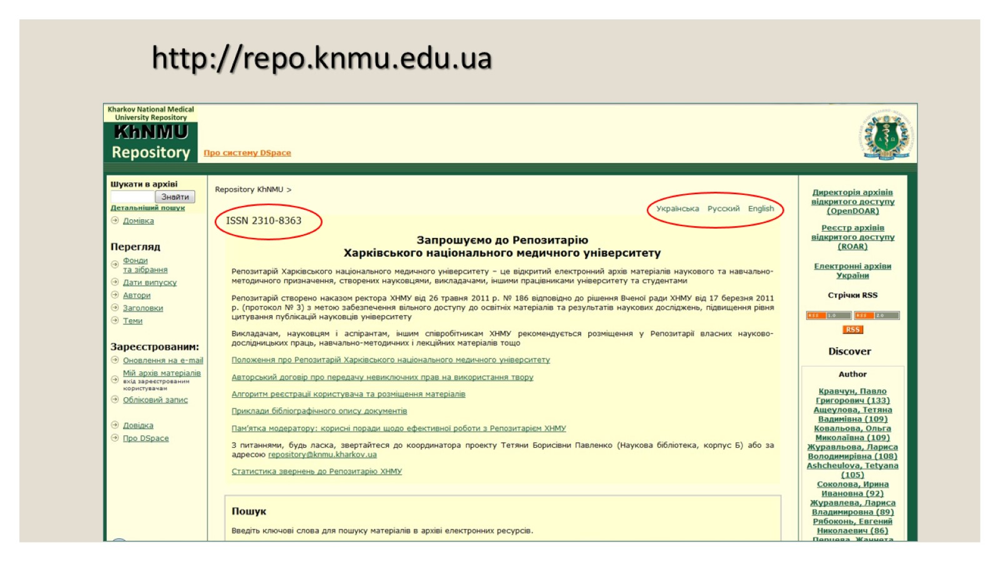 http://repo.knmu.edu.ua
Kharkov National Medical
University Repository
KhNMU
Repository
Про систему DSpace
Шукати в архіві
Знайти
Детальніший пошук
Домівка
Перегляд
Фонди
та зібрання
Дати випуску
Автори
Заголовки
Теми
Зареєстрованим:
Оновлення на e-mail
Мій архів матеріалів
вхід зареєстрованим
користувачам
Обліковий запис
Довідка
Про DSpace
Repository KhNMU >
Українська Русский English
ISSN 2310-8363
Запрошуємо до Репозитарію
Харківського національного медичного університету
Репозитарій Харківського національного медичного університету – це відкритий електронний архів матеріалів наукового та навчально-
методичного призначення, створених науковцями, викладачами, іншими працівниками університету та студентами
Репозитарій створено наказом ректора ХНМУ від 26 травня 2011 р. № 186 відповідно до рішення Вченої ради ХНМУ від 17 березня 2011
р. (протокол № 3) з метою забезпечення вільного доступу до освітніх матеріалів та результатів наукових досліджень, підвищення рівня
цитування публікацій науковців університету
Викладачам, науковцям і аспірантам, іншим співробітникам ХНМУ рекомендується розміщення у Репозитарії власних науково-
дослідницьких праць, навчально-методичних і лекційних матеріалів тощо
Положення про Репозитарій Харківського національного медичного університету
Авторський договір про передачу невиключних прав на використання твору
Алгоритм реєстрації користувача та розміщення матеріалів
Приклади бібліографічного опису документів
Пам'ятка модератору: корисні поради щодо ефективної роботи з Репозитарієм ХНМУ
З питаннями, будь ласка, звертайтеся до координатора проекту Тетяни Борисівни Павленко (Наукова бібліотека, корпус Б) або за
адресою repository@knmu.kharkov.ua
Статистика звернень до Репозитарію ХНМУ
Пошук
Введіть ключові слова для пошуку матеріалів в архіві електронних ресурсів.
Директорія архівів
відкритого доступу
(OpenDOAR)
Реєстр архівів
відкритого доступу
(ROAR)
Електронні архіви
України
Стрічки RSS
RSS 1.0 RSS 2.0
RSS
Discover
Author
Кравчун, Павло
Григорович (133)
Ащеулова, Тетяна
Вадимівна (109)
Ковальова, Ольга
Миколаївна (109)
Журавльова, Лариса
Володимирівна (108)
Ashcheulova, Tetyana
(105)
Соколова, Ирина
Ивановна (92)
Журавлева, Лариса
Владимировна (89)
Рябоконь, Евгений
Николаевич (86)
Перцева, Жаннета